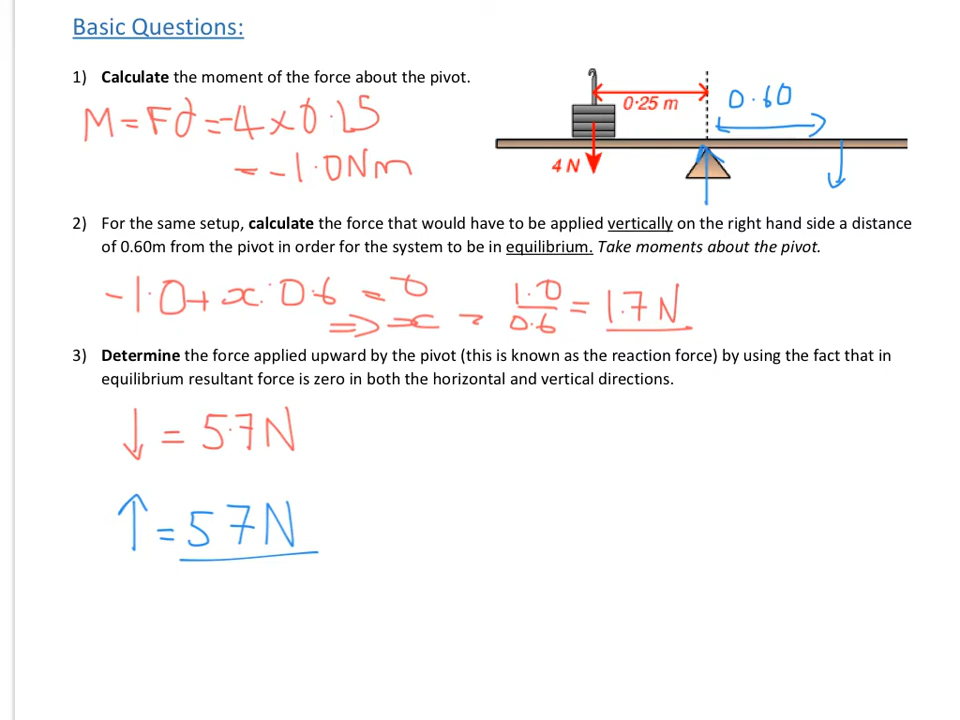 Basic Questions:
1) Calculate the moment of the force about the pivot.
M = Fd = -4 × 0.25
= -1.0Nm
0·25 m
0.60
4 N
2) For the same setup, calculate the force that would have to be applied vertically on the right hand side a distance
of 0.60m from the pivot in order for the system to be in equilibrium. Take moments about the pivot.
-1.0 + x.0.6 = 0
=> x = 1.0/0.6 = 1.7 N
3) Determine the force applied upward by the pivot (this is known as the reaction force) by using the fact that in
equilibrium resultant force is zero in both the horizontal and vertical directions.
↓ = 5.7N
↑ = 57N